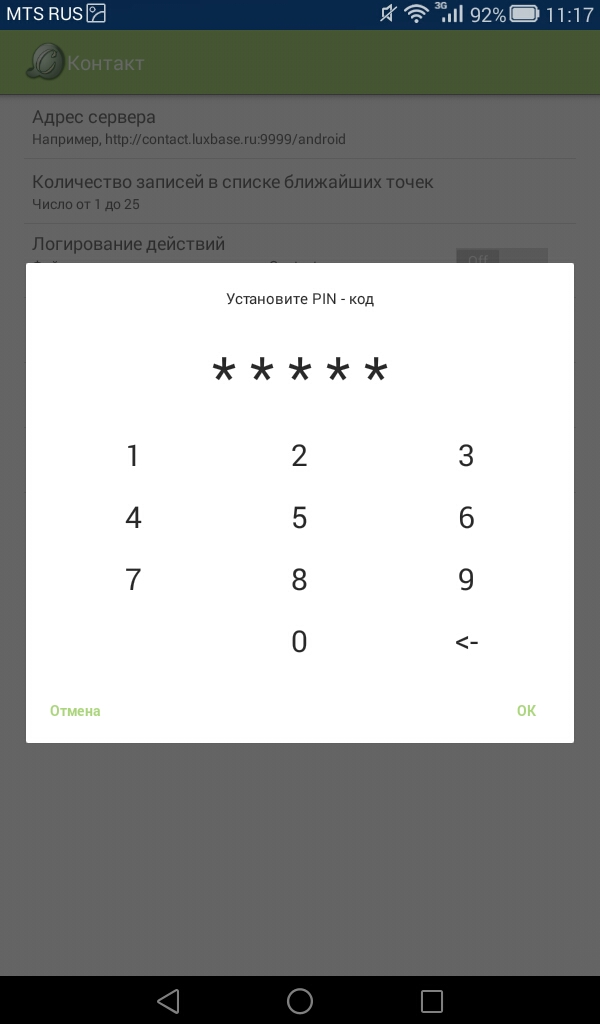 MTS RUS 3G 92% 11:17
Контакт
Адрес сервера
Например, http://contact.luxbase.ru:9999/android
Количество записей в списке ближайших точек
Число от 1 до 25
Логирование действий
Off
Установите PIN - код
* * * * *
1 2 3
4 5 6
7 8 9
0 <-
Отмена OK